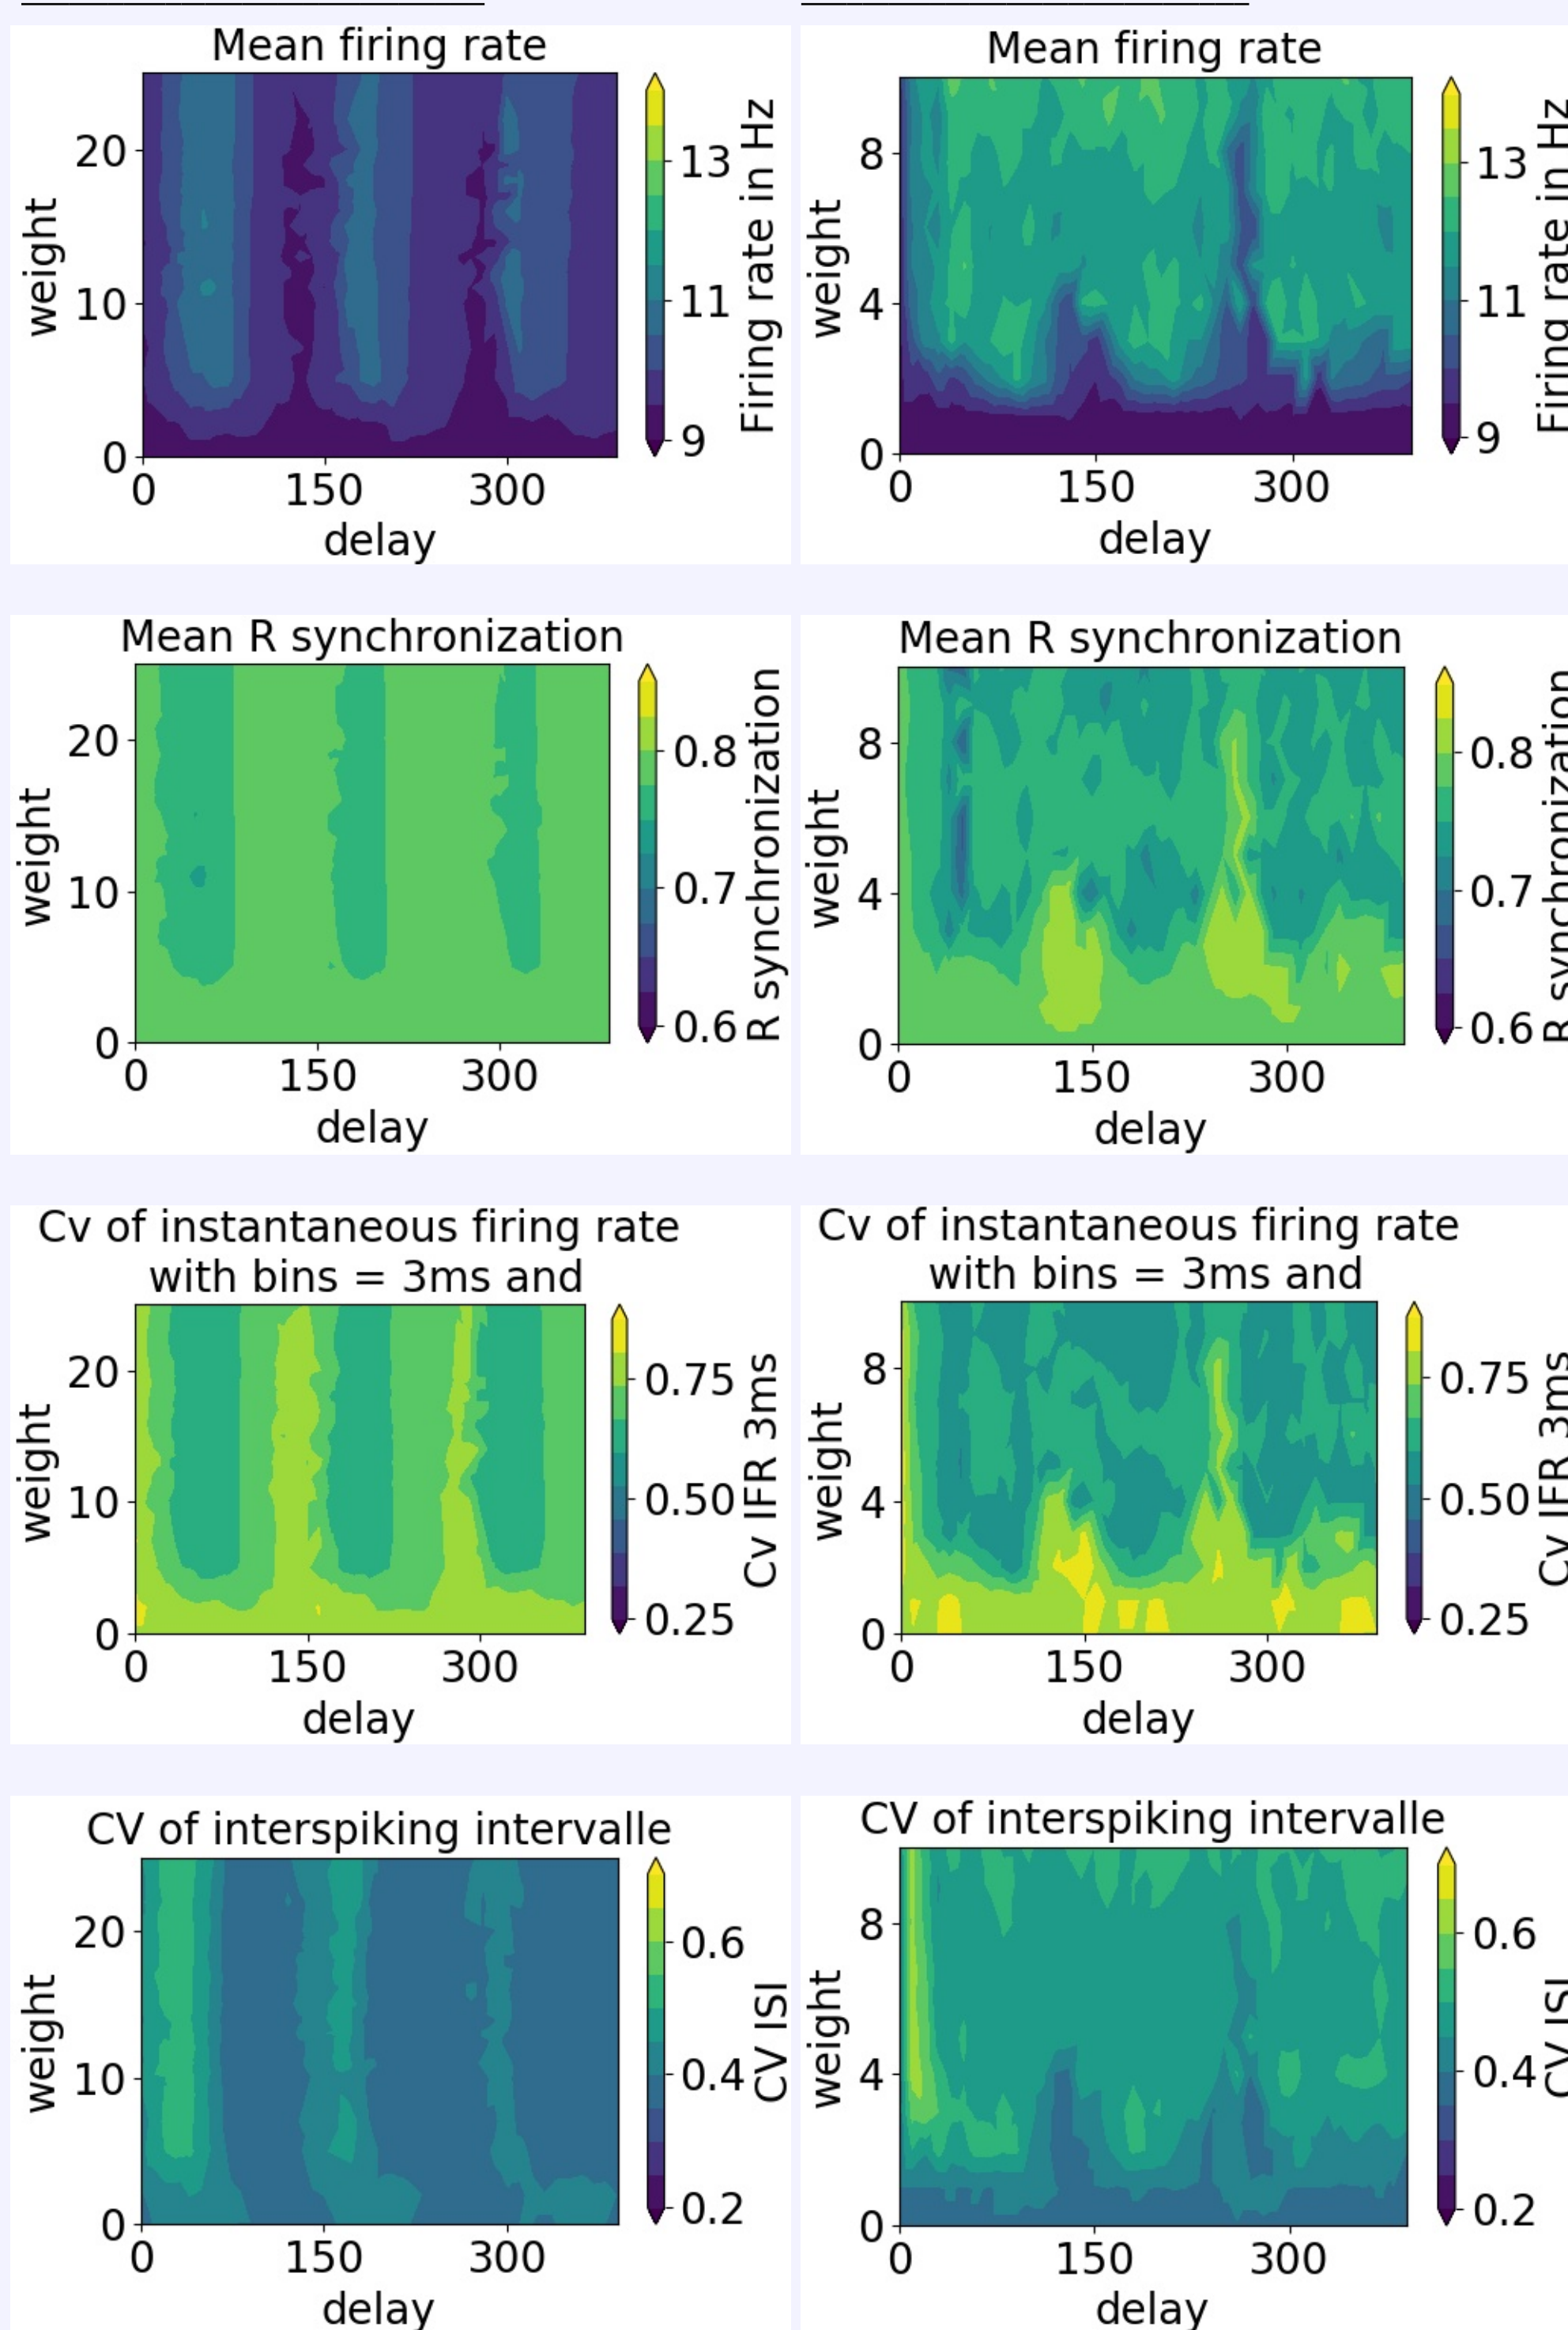 Mean firing rate
20
10
0
0 150 300
weight
delay
13
11
9
Firing rate in Hz
Mean firing rate
8
4
0
0 150 300
weight
delay
13
11
9
Firing rate in Hz
Mean R synchronization
20
10
0
0 150 300
weight
delay
0.8
0.7
0.6
R synchronization
Mean R synchronization
8
4
0
0 150 300
weight
delay
0.8
0.7
0.6
R synchronization
Cv of instantaneous firing rate
with bins = 3ms and
20
10
0
0 150 300
weight
delay
0.75
0.50
0.25
Cv IFR 3ms
Cv of instantaneous firing rate
with bins = 3ms and
8
4
0
0 150 300
weight
delay
0.75
0.50
0.25
Cv IFR 3ms
CV of interspiking intervalle
20
10
0
0 150 300
weight
delay
0.6
0.4
0.2
CV ISI
CV of interspiking intervalle
8
4
0
0 150 300
weight
delay
0.6
0.4
0.2
CV ISI